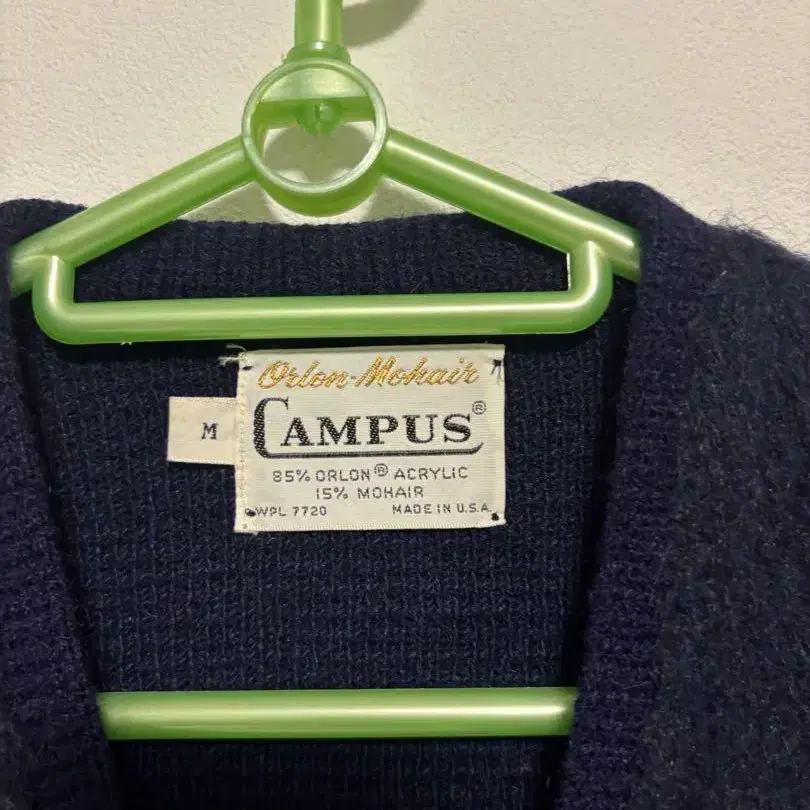 Orlon-Mohair
M
CAMPUS®
85% ORLON® ACRYLIC
15% MOHAIR
WPL 7720 MADE IN U.S.A.